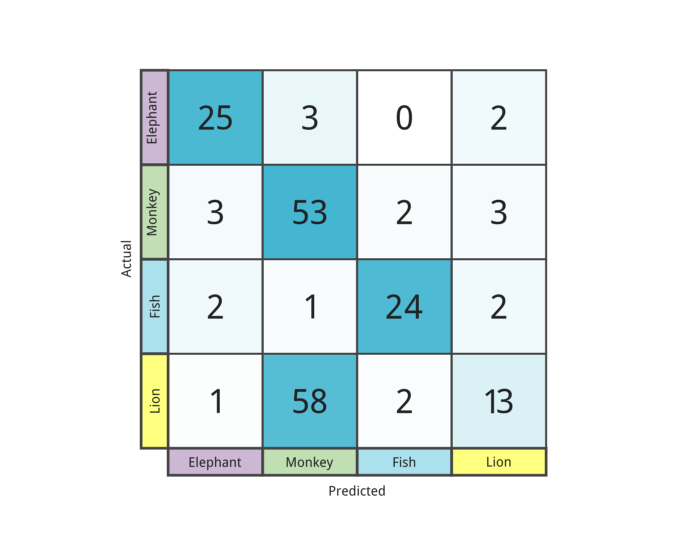 Elephant 25 3 0 2
Monkey 3 53 2 3
Fish 2 1 24 2
Lion 1 58 2 13
Actual
Elephant Monkey Fish Lion
Predicted